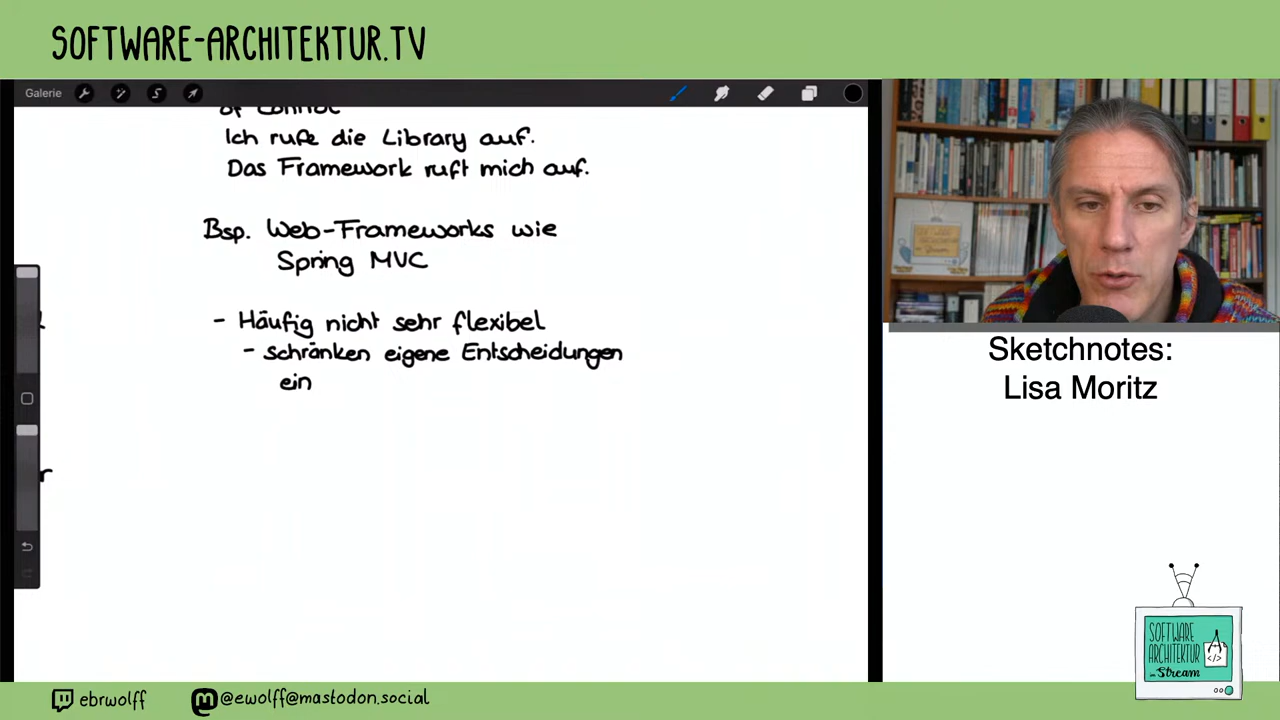 SOFTWARE-ARCHITEKTUR.TV
Galerie
of control
Ich rufe die Library auf.
Das Framework ruft mich auf.
Bsp. Web-Frameworks wie
Spring MVC
- Häufig nicht sehr flexibel
- schränken eigene Entscheidungen
ein
r
Sketchnotes:
Lisa Moritz
SOFTWARE
ARCHITEKTUR
im Stream
</>
ebrwolff
@ewolff@mastodon.social